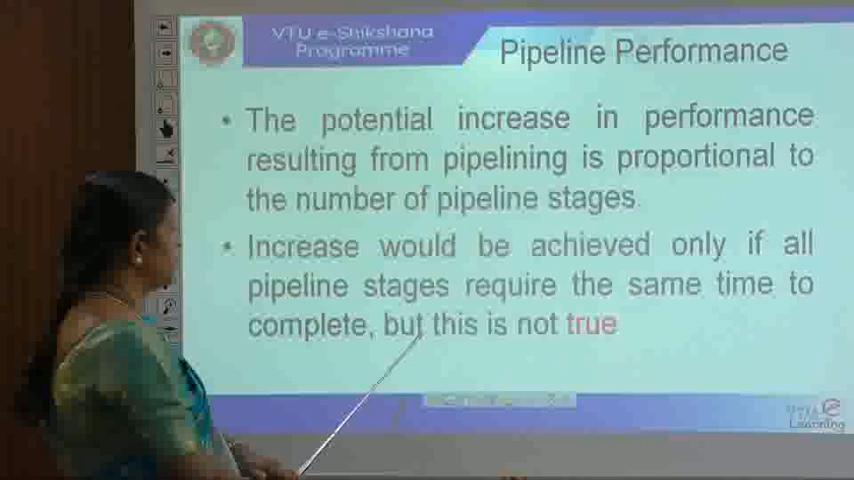 VTU e-Shikshana
Programme
Pipeline Performance
• The potential increase in performance
resulting from pipelining is proportional to
the number of pipeline stages.
• Increase would be achieved only if all
pipeline stages require the same time to
complete, but this is not true
Learning